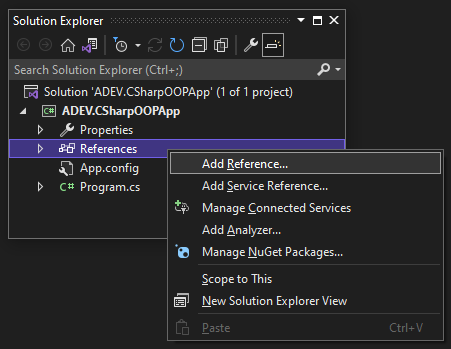 Solution Explorer
Search Solution Explorer (Ctrl+;)
Solution 'ADEV.CSharpOOPApp' (1 of 1 project)
ADEV.CSharpOOPApp
Properties
References
App.config
C# Program.cs
Add Reference...
Add Service Reference...
Manage Connected Services
Add Analyzer...
Manage NuGet Packages...
Scope to This
New Solution Explorer View
Paste Ctrl+V